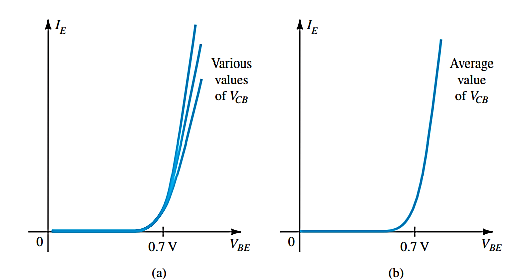 I_E
Various
values
of V_CB
0
0.7 V
V_BE
(a)
I_E
Average
value
of V_CB
0
0.7 V
V_BE
(b)